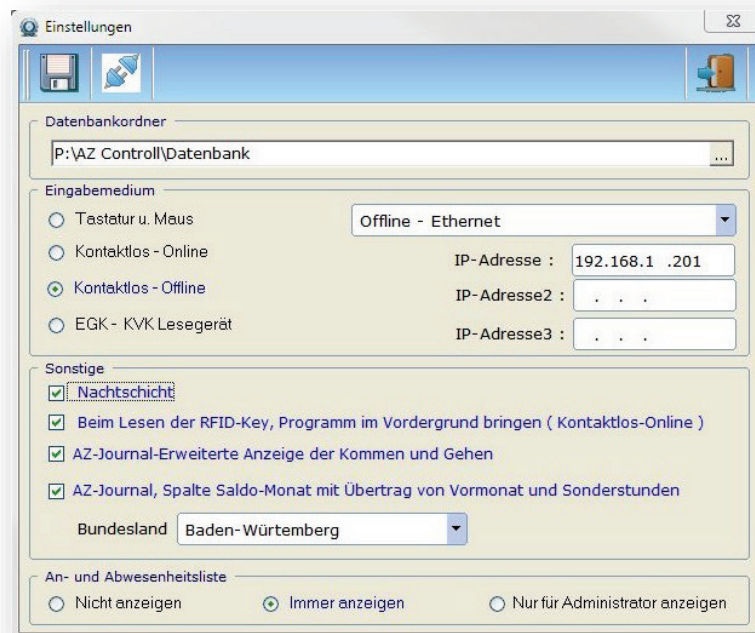 Einstellungen
Datenbankordner
P:\AZ Controll\Datenbank
...
Eingabemedium
Tastatur u. Maus
Offline - Ethernet
Kontaktlos - Online
IP-Adresse : 192.168.1 .201
Kontaktlos - Offline
IP-Adresse2 : . . .
EGK - KVK Lesegerät
IP-Adresse3 : . . .
Sonstige
Nachtschicht
Beim Lesen der RFID-Key, Programm im Vordergrund bringen ( Kontaktlos-Online )
AZ-Journal-Erweiterte Anzeige der Kommen und Gehen
AZ-Journal, Spalte Saldo-Monat mit Übertrag von Vormonat und Sonderstunden
Bundesland Baden-Würtemberg
An- und Abwesenheitsliste
Nicht anzeigen Immer anzeigen Nur für Administrator anzeigen